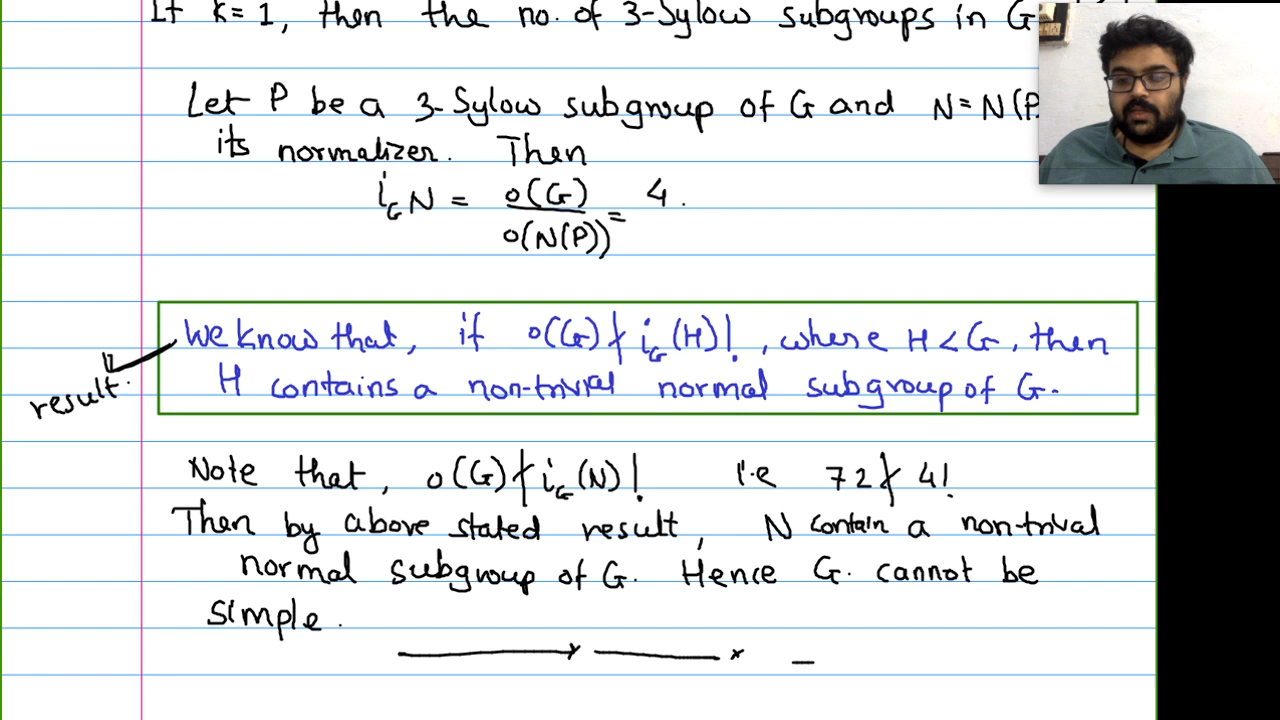 If k=1, then the no. of 3-Sylow subgroups in G
Let P be a 3-Sylow subgroup of G and N=N(P
its normalizer. Then
i_G N = o(G)/o(N(P)) = 4.
We know that, if o(G)∤i_G(H)!, where H<G, then
H contains a non-trivial normal subgroup of G.
result.
Note that, o(G)∤i_G(N)! i.e 72∤4!
Then by above stated result, N contain a non-trival
normal subgroup of G. Hence G. cannot be
simple.